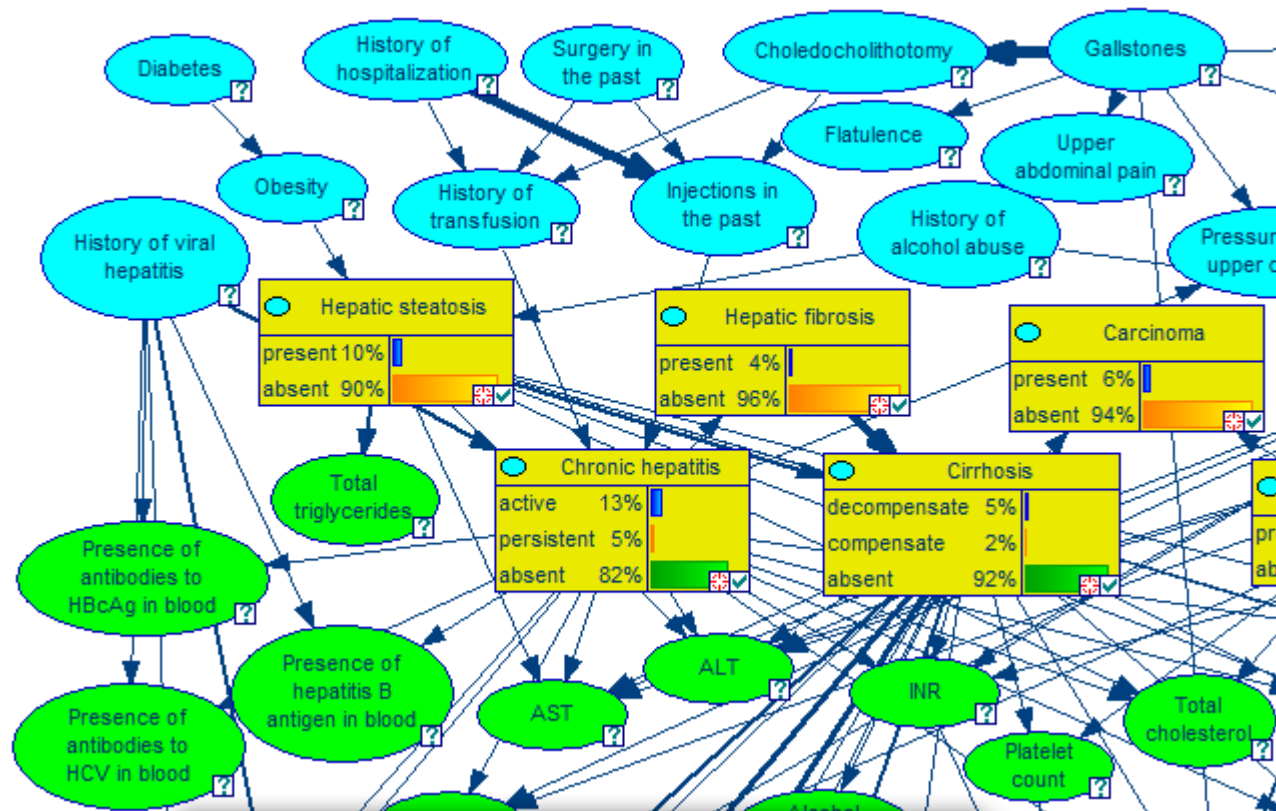 Diabetes
History of
hospitalization
Surgery in
the past
Choledocholithotomy
Gallstones
?
?
?
?
?
Flatulence
?
Upper
abdominal pain
?
Obesity
?
History of
transfusion
?
Injections in
the past
?
History of
alcohol abuse
?
upper
History of viral
hepatitis
?
Hepatic steatosis
present 10%
absent 90%
Hepatic fibrosis
present 4%
absent 96%
Carcinoma
present 6%
absent 94%
Total
triglycerides
?
Chronic hepatitis
active 13%
persistent 5%
absent 82%
Cirrhosis
decompensate 5%
compensate 2%
absent 92%
Presence of
antibodies to
HBcAg in blood
?
Presence of
hepatitis B
antigen in blood
?
AST
?
ALT
?
INR
?
Total
cholesterol
?
Presence of
antibodies to
HCV in blood
?
Platelet
count
?
Alcohol